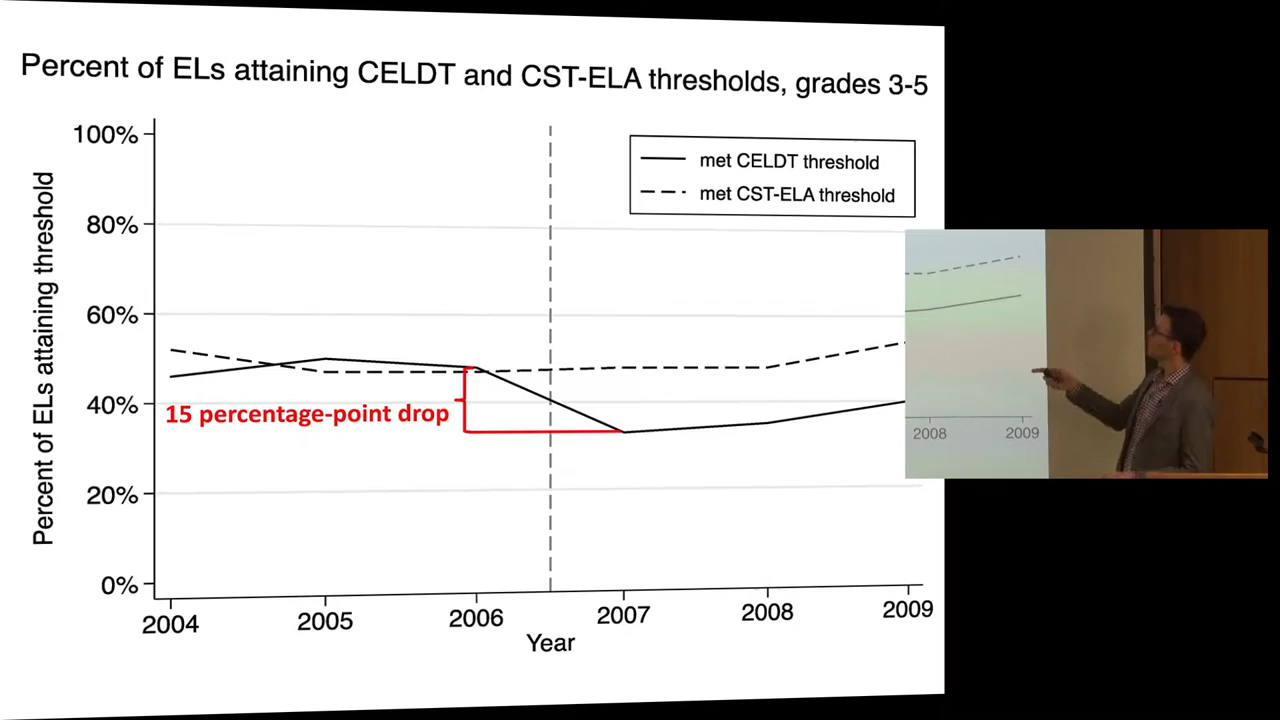 Percent of ELs attaining CELDT and CST-ELA thresholds, grades 3-5
100%
80%
60%
40%
20%
0%
Percent of ELs attaining threshold
met CELDT threshold
met CST-ELA threshold
15 percentage-point drop
2004 2005 2006 2007 2008 2009
Year
2008 2009